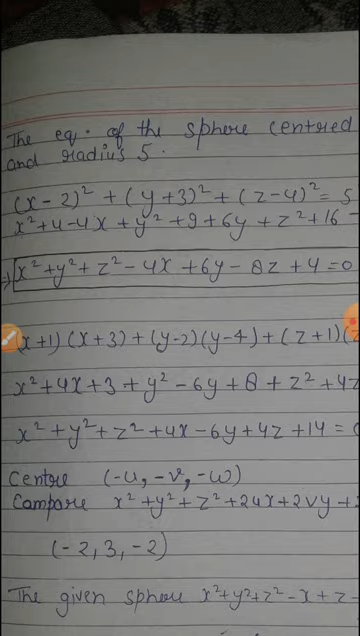 The eqⁿ. of the sphere centred
and radius 5.
(x-2)² + (y+3)² + (z-4)² = 5
x²+4-4x+y²+9+6y+z²+16-
⇒ x²+y²+z²-4x+6y-8z+4=0
(x+1)(x+3)+(y-2)(y-4)+(z+1)(z
x²+4x+3+y²-6y+8+z²+4z
x²+y²+z²+4x-6y+4z+14=0
Centre (-u,-v,-w)
Compare x²+y²+z²+2ux+2vy+
(-2,3,-2)
The given sphere x²+y²+z²-x+z-